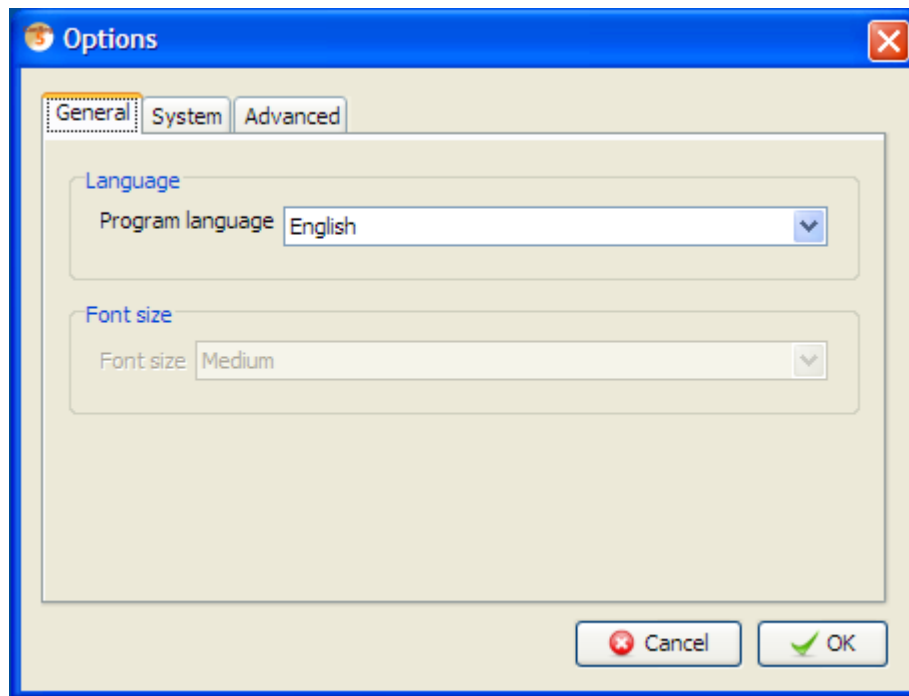 Options
General System Advanced
Language
Program language English
Font size
Font size Medium
Cancel OK